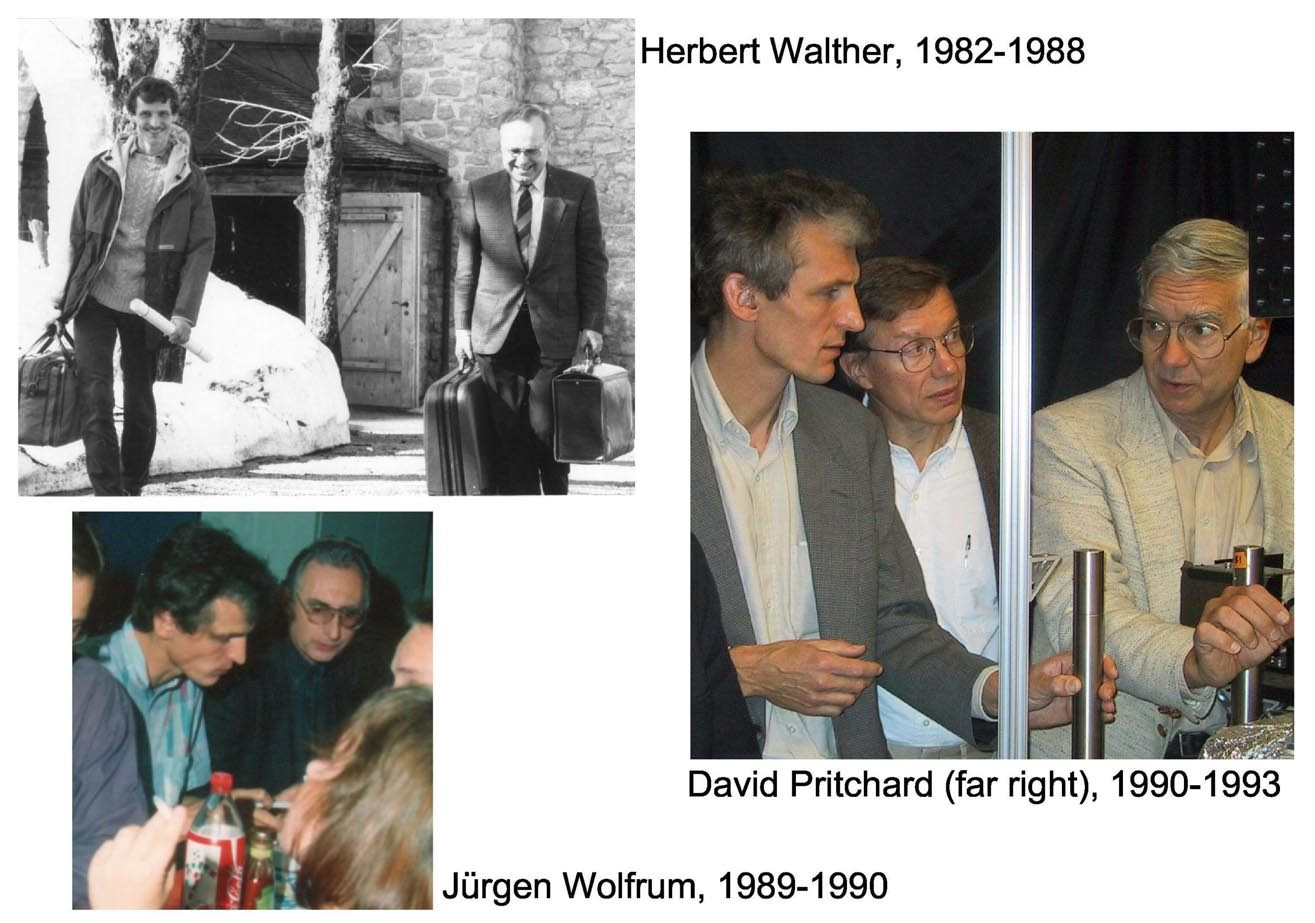 Herbert Walther, 1982-1988
David Pritchard (far right), 1990-1993
Jürgen Wolfrum, 1989-1990